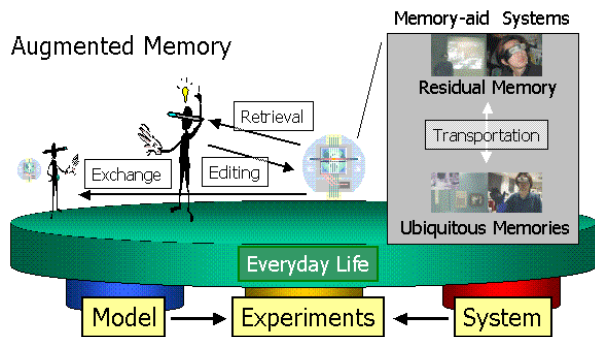 Memory-aid Systems
Augmented Memory
Residual Memory
Retrieval
Transportation
Exchange
Editing
Ubiquitous Memories
Everyday Life
Model
Experiments
System